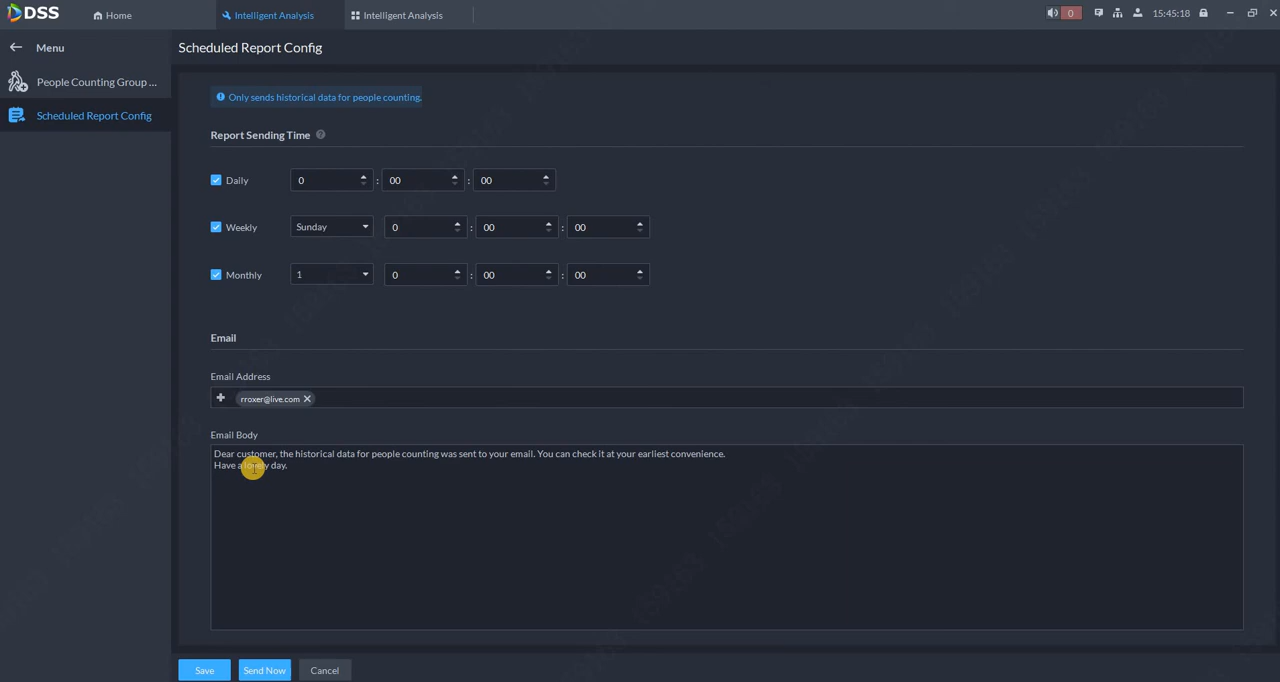 DSS Home Intelligent Analysis Intelligent Analysis 0 15:45:18
Menu Scheduled Report Config
People Counting Group ...
Scheduled Report Config
Only sends historical data for people counting.
Report Sending Time
Daily 0 : 00 : 00
Weekly Sunday 0 : 00 : 00
Monthly 1 0 : 00 : 00
Email
Email Address
rroxer@live.com
Email Body
Dear customer, the historical data for people counting was sent to your email. You can check it at your earliest convenience.
Have a lovely day.
Save Send Now Cancel